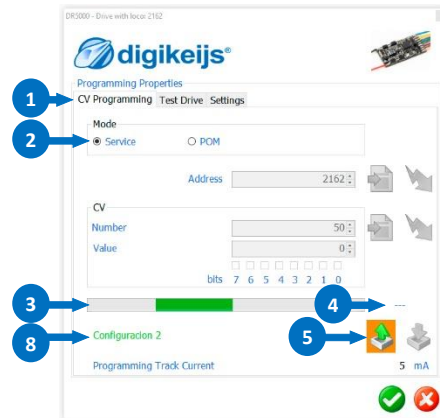 DR5000 - Drive with loco: 2162
digikeijs®
Programming Properties
1
CV Programming Test Drive Settings
Mode
2
Service POM
Address 2162
CV
Number 50
Value 0
bits 7 6 5 4 3 2 1 0
3
4
---
8
Configuracion 2
5
Programming Track Current 5 mA